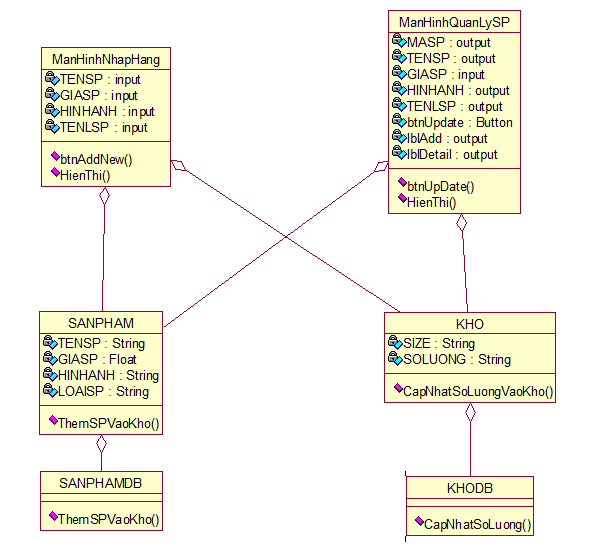 ManHinhNhapHang
TENSP : input
GIASP : input
HINHANH : input
TENLSP : input
btnAddNew()
HienThi()
ManHinhQuanLySP
MASP : output
TENSP : output
GIASP : input
HINHANH : output
TENLSP : output
btnUpdate : Button
lblAdd : output
lblDetail : output
btnUpDate()
HienThi()
SANPHAM
TENSP : String
GIASP : Float
HINHANH : String
LOAISP : String
ThemSPVaoKho()
KHO
SIZE : String
SOLUONG : String
CapNhatSoLuongVaoKho()
SANPHAMDB
ThemSPVaoKho()
KHODB
CapNhatSoLuong()